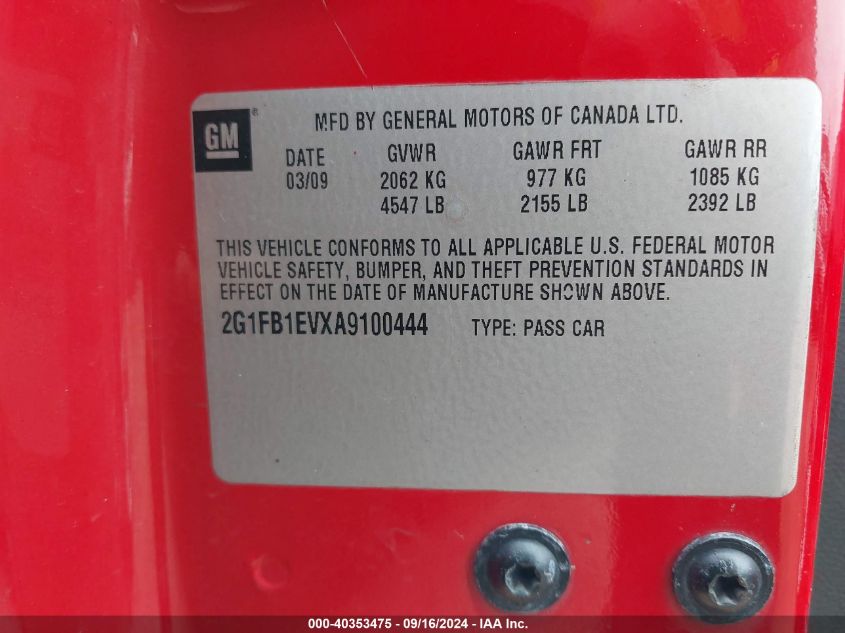 GM®
MFD BY GENERAL MOTORS OF CANADA LTD.
DATE GVWR GAWR FRT GAWR RR
03/09 2062 KG 977 KG 1085 KG
4547 LB 2155 LB 2392 LB
THIS VEHICLE CONFORMS TO ALL APPLICABLE U.S. FEDERAL MOTOR
VEHICLE SAFETY, BUMPER, AND THEFT PREVENTION STANDARDS IN
EFFECT ON THE DATE OF MANUFACTURE SHOWN ABOVE.
2G1FB1EVXA9100444 TYPE: PASS CAR
000-40353475 - 09/16/2024 - IAA Inc.